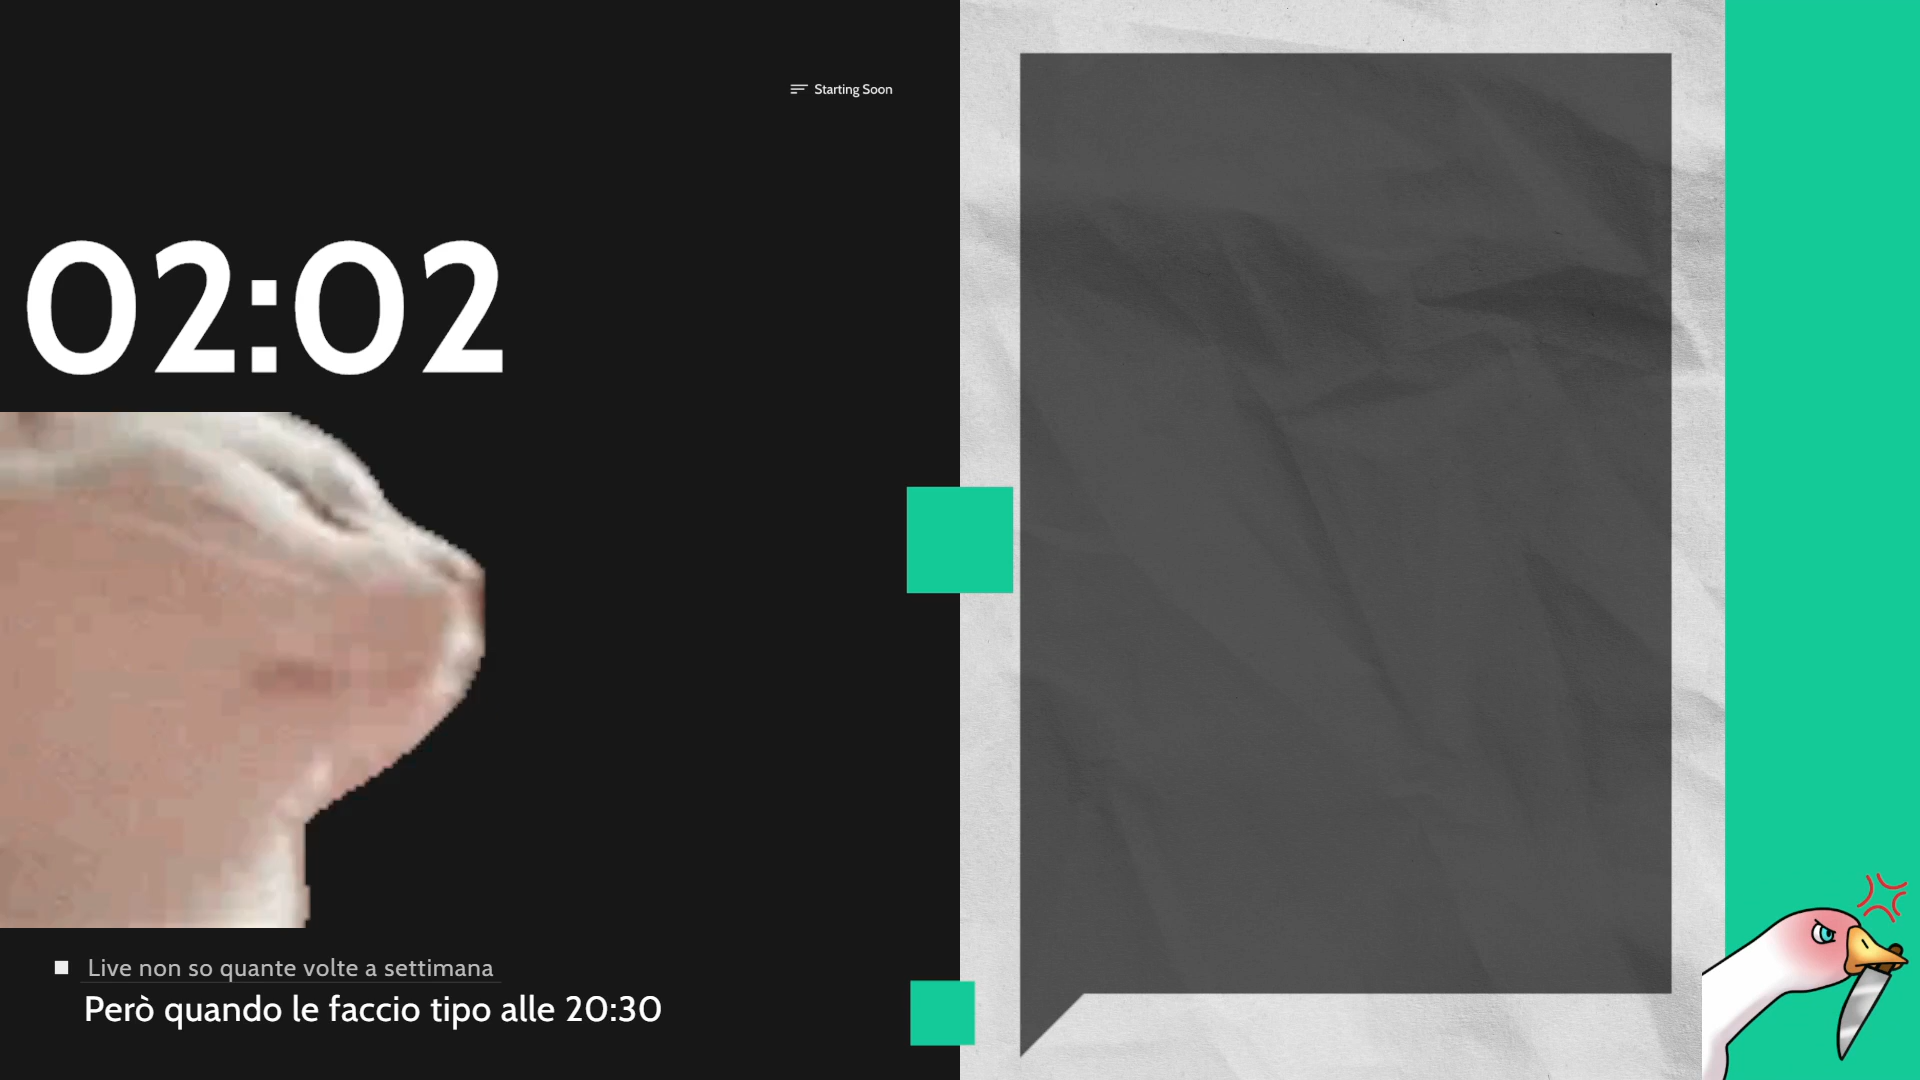 Starting Soon
02:02
Live non so quante volte a settimana
Però quando le faccio tipo alle 20:30